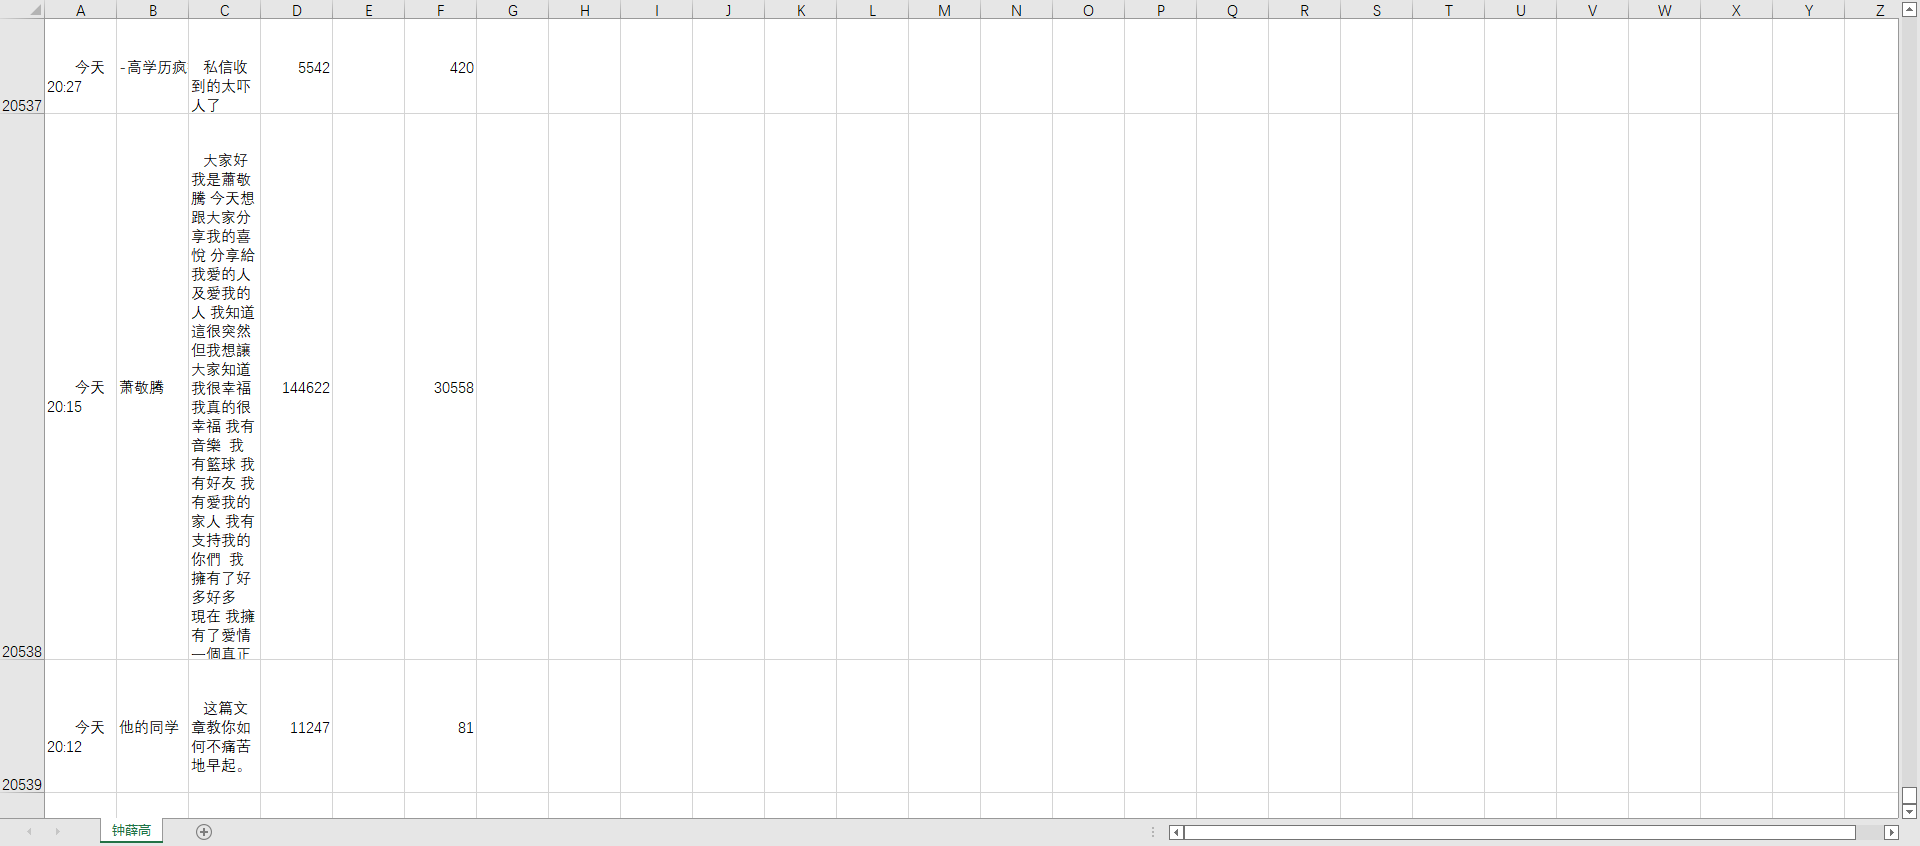 A B C D E F G H I J K L M N O P Q R S T U V W X Y Z
20537
今天
20:27
-高学历疯
私信收
到的太吓
人了
5542
420
20538
今天
20:15
萧敬腾
大家好
我是蕭敬
騰 今天想
跟大家分
享我的喜
悅 分享給
我愛的人
及愛我的
人 我知道
這很突然
但我想讓
大家知道
我很幸福
我真的很
幸福 我有
音樂 我
有籃球 我
有好友 我
有愛我的
家人 我有
支持我的
你們 我
擁有了好
多好多
現在 我擁
有了愛情
一個真正
144622
30558
20539
今天
20:12
他的同学
这篇文
章教你如
何不痛苦
地早起。
11247
81
钟薛高